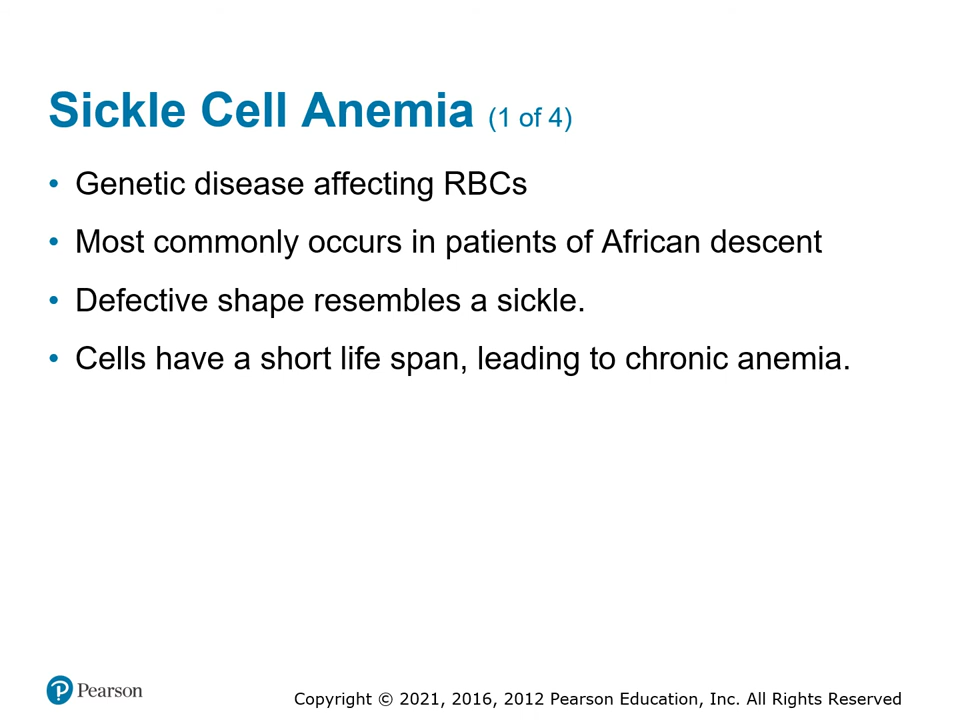 Sickle Cell Anemia (1 of 4)
• Genetic disease affecting RBCs
• Most commonly occurs in patients of African descent
• Defective shape resembles a sickle.
• Cells have a short life span, leading to chronic anemia.
Pearson
Copyright © 2021, 2016, 2012 Pearson Education, Inc. All Rights Reserved